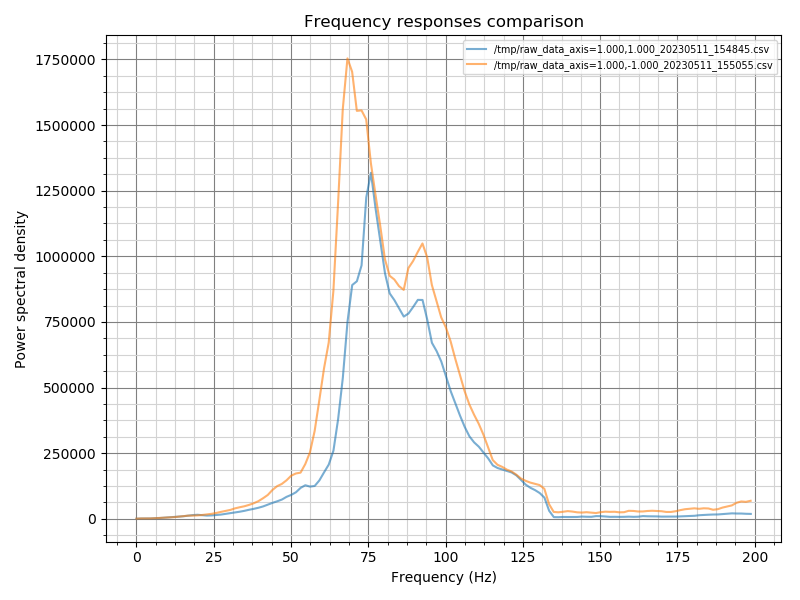 Frequency responses comparison
/tmp/raw_data_axis=1.000,1.000_20230511_154845.csv
/tmp/raw_data_axis=1.000,-1.000_20230511_155055.csv
Power spectral density
1750000
1500000
1250000
1000000
750000
500000
250000
0
0 25 50 75 100 125 150 175 200
Frequency (Hz)